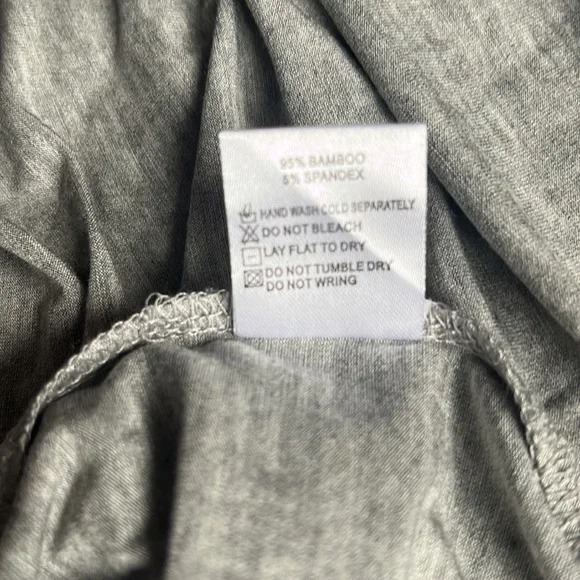 95% BAMBOO
5% SPANDEX
HAND WASH COLD SEPARATELY
DO NOT BLEACH
LAY FLAT TO DRY
DO NOT TUMBLE DRY
DO NOT WRING